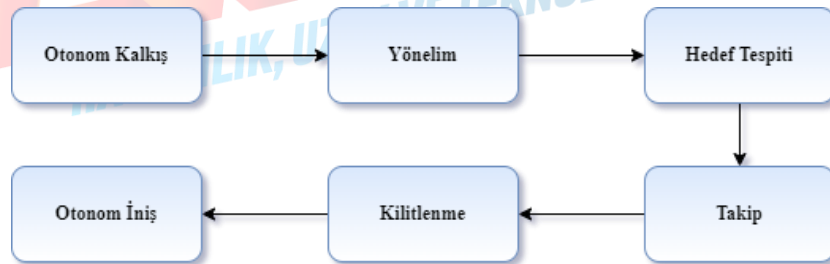 Otonom Kalkış
Yönelim
Hedef Tespiti
Takip
Kilitlenme
Otonom İniş